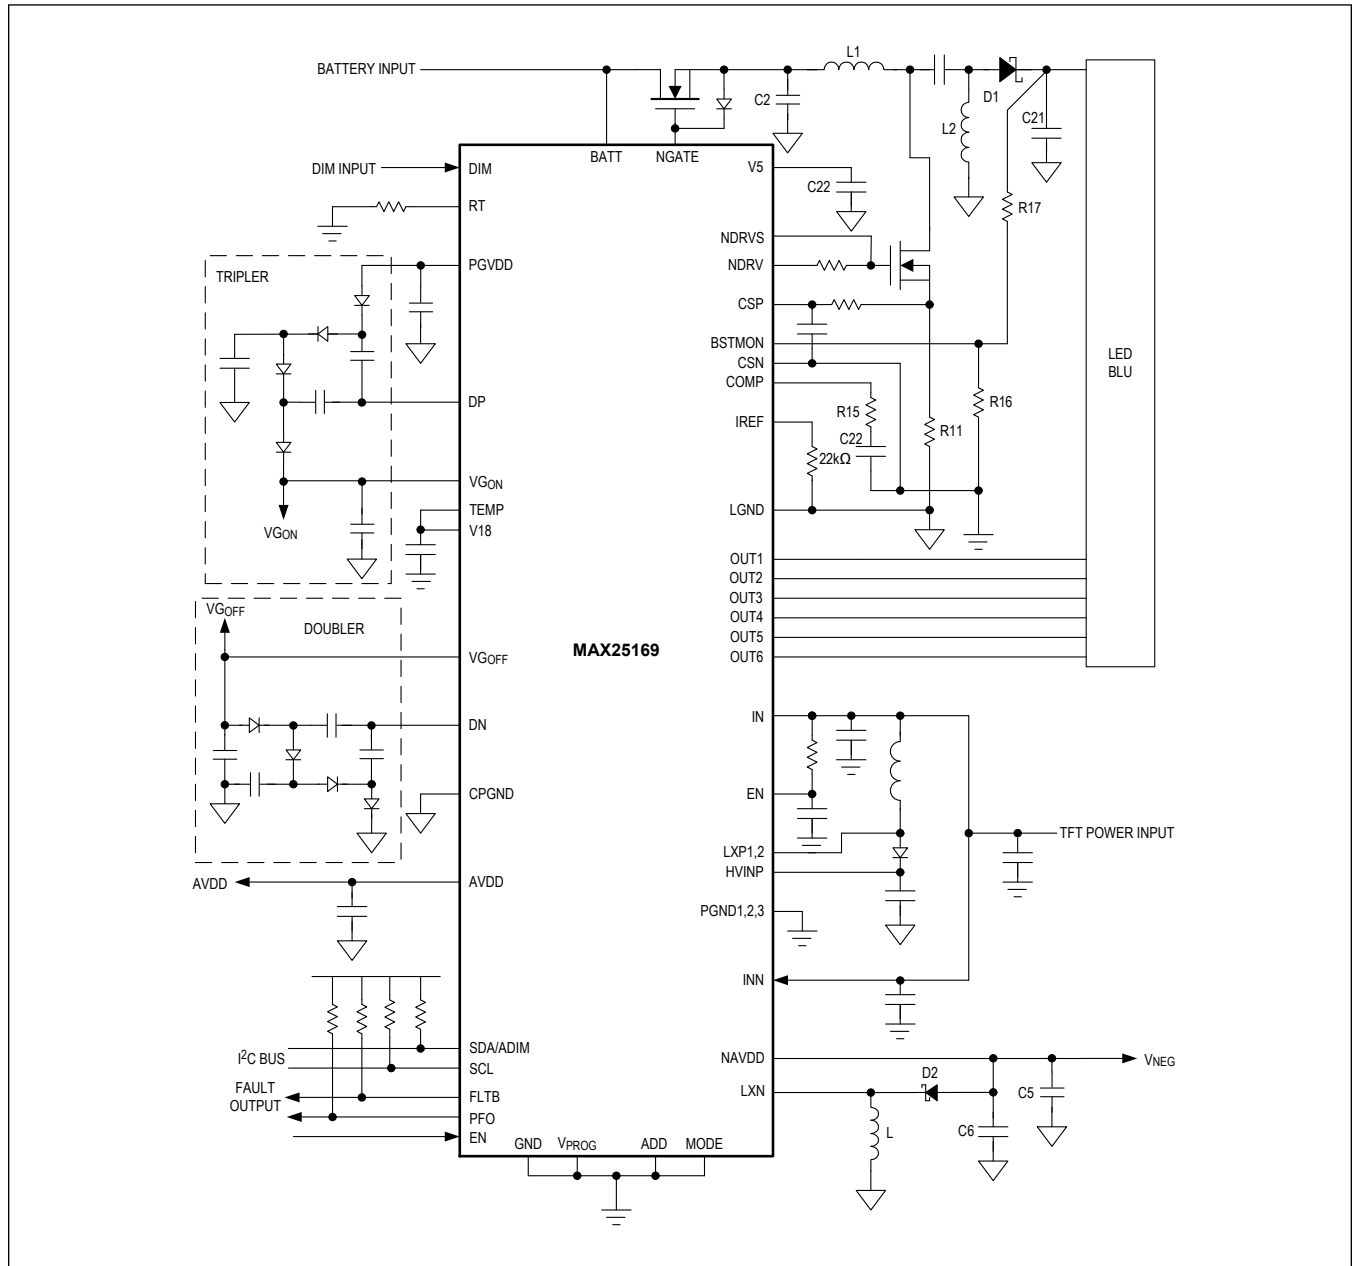 L1
BATTERY INPUT
D1
C2
L2
C21
BATT
NGATE
DIM INPUT
DIM
V5
C22
RT
R17
NDRVS
TRIPLER
PGVDD
NDRV
CSP
BSTMON
CSN
LED
BLU
COMP
DP
R15
R16
IREF
R11
C22
22kΩ
VGON
TEMP
LGND
V18
VGON
OUT1
OUT2
OUT3
VGOFF
OUT4
DOUBLER
OUT5
MAX25169
VGOFF
OUT6
IN
DN
CPGND
EN
TFT POWER INPUT
LXP1,2
HVINP
AVDD
AVDD
PGND1,2,3
INN
SDA/ADIM
I2C BUS
NAVDD
VNEG
SCL
D2
FAULT
OUTPUT
FLTB
LXN
C5
PFO
L
C6
EN
GND
VPROG
ADD
MODE